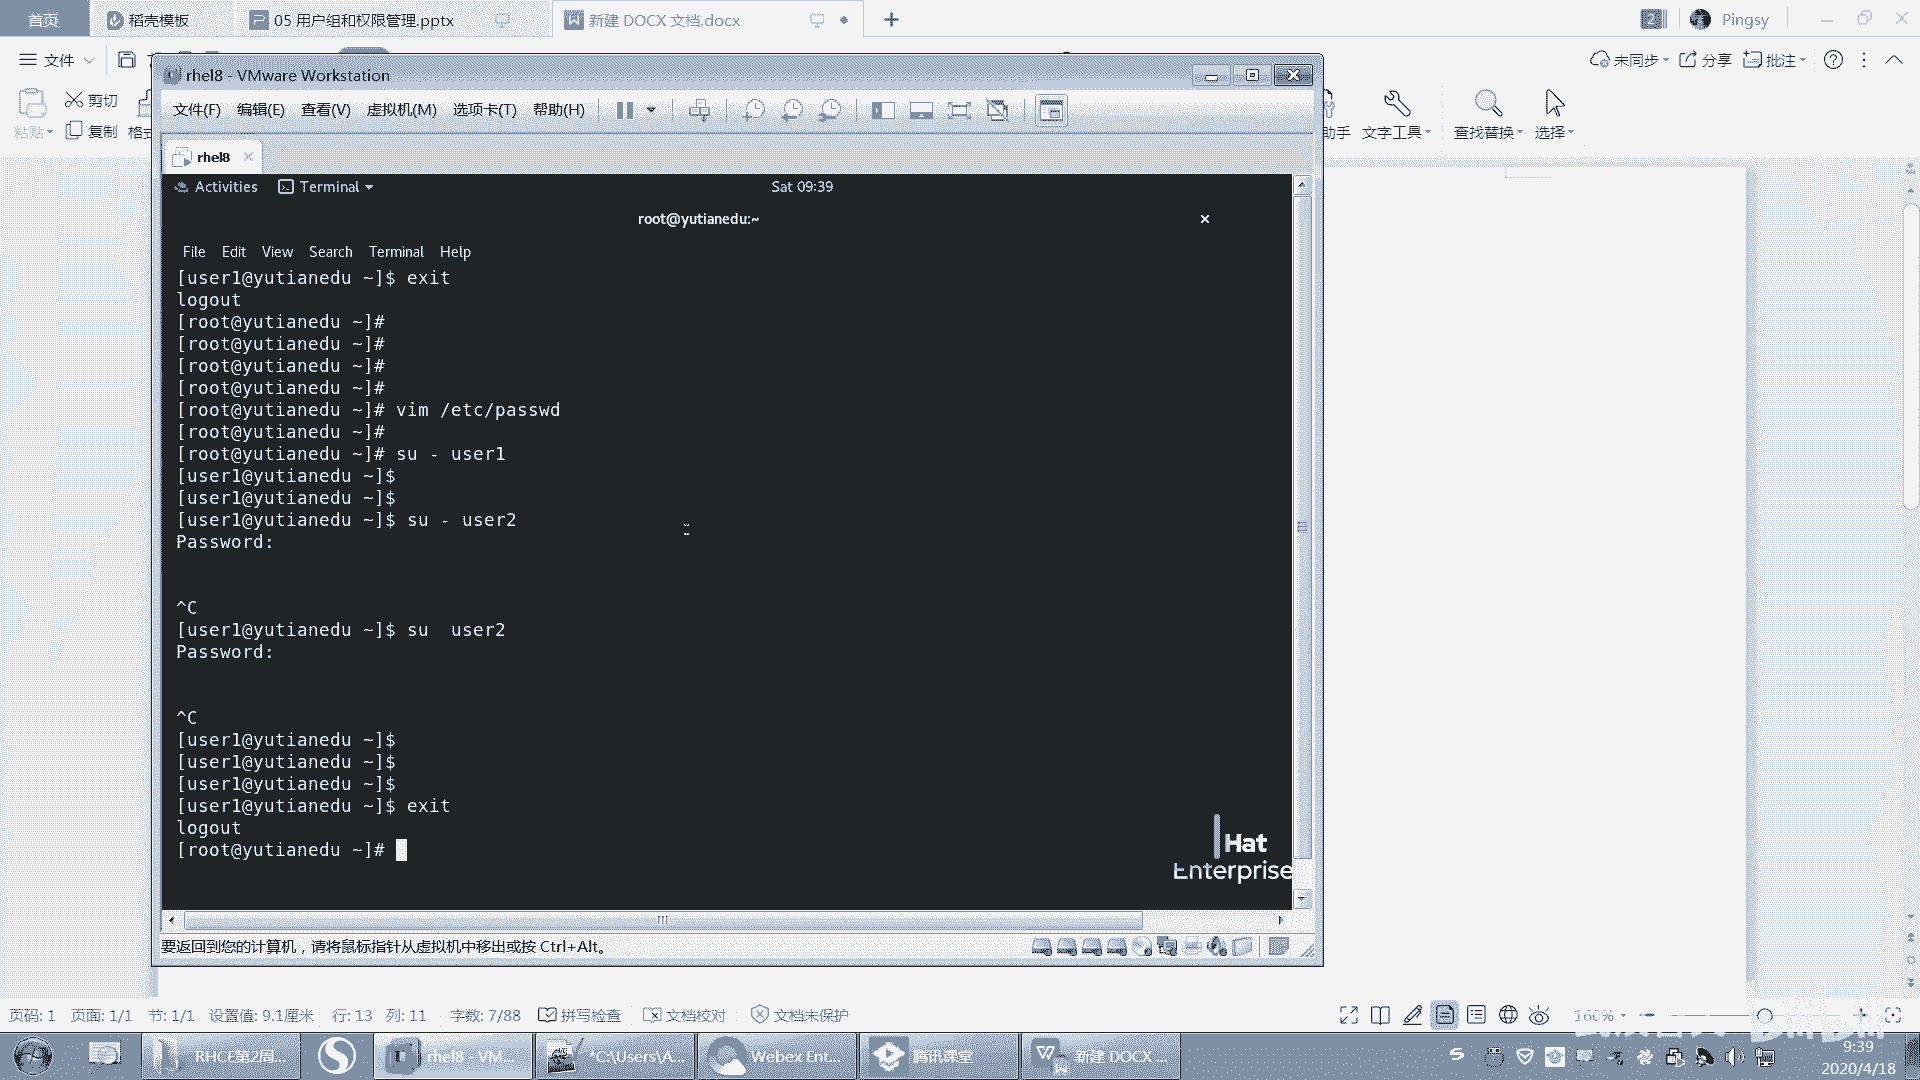 首页
稻壳模板
05 用户组和权限管理.pptx
新建 DOCX 文档.docx
2
Pingsy
文件
未同步
分享
批注
剪切
粘贴
复制
格式
助手
文字工具
查找替换
选择
rhel8 - VMware Workstation
文件(F) 编辑(E) 查看(V) 虚拟机(M) 选项卡(T) 帮助(H)
rhel8
Activities
Terminal
Sat 09:39
root@yutianedu:~
File Edit View Search Terminal Help
[user1@yutianedu ~]$ exit
logout
[root@yutianedu ~]#
[root@yutianedu ~]#
[root@yutianedu ~]#
[root@yutianedu ~]#
[root@yutianedu ~]# vim /etc/passwd
[root@yutianedu ~]#
[root@yutianedu ~]# su - user1
[user1@yutianedu ~]$
[user1@yutianedu ~]$
[user1@yutianedu ~]$ su - user2
Password:
^C
[user1@yutianedu ~]$ su  user2
Password:
^C
[user1@yutianedu ~]$
[user1@yutianedu ~]$
[user1@yutianedu ~]$
[user1@yutianedu ~]$ exit
logout
[root@yutianedu ~]#
Hat
Enterprise
要返回到您的计算机，请将鼠标指针从虚拟机中移出或按 Ctrl+Alt。
页码: 1 页面: 1/1 节: 1/1 设置值: 9.1厘米 行: 13 列: 11 字数: 7/88 拼写检查 文档校对 文档未保护
160%
RHCE第2周...
rhel8 - VM...
*C:\Users\A...
Webex Ent...
腾讯课堂
新建 DOCX ...
9:39
2020/4/18